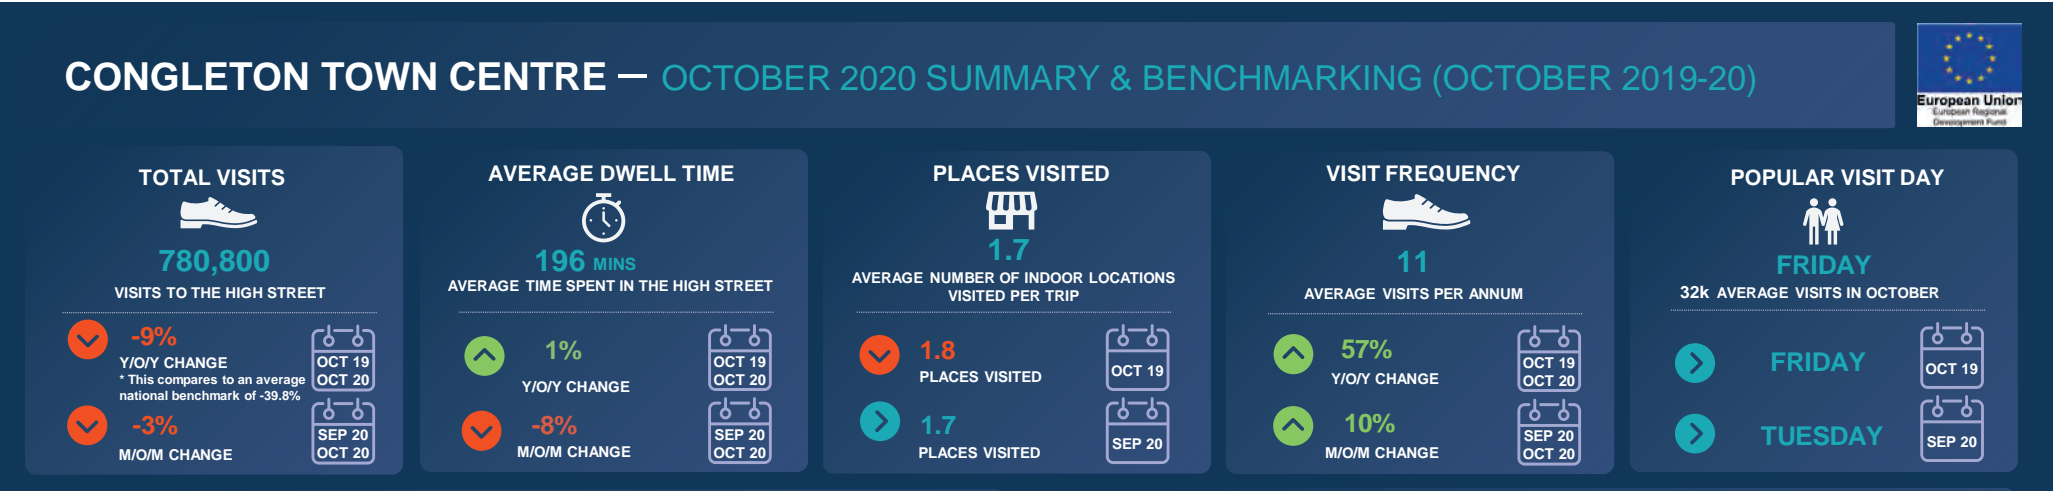 CONGLETON TOWN CENTRE — OCTOBER 2020 SUMMARY & BENCHMARKING (OCTOBER 2019-20)
European Union
European Regional
Development Fund
TOTAL VISITS
780,800
VISITS TO THE HIGH STREET
-9%
Y/O/Y CHANGE
* This compares to an average
national benchmark of -39.8%
OCT 19
OCT 20
-3%
M/O/M CHANGE
SEP 20
OCT 20
AVERAGE DWELL TIME
196 MINS
AVERAGE TIME SPENT IN THE HIGH STREET
1%
Y/O/Y CHANGE
OCT 19
OCT 20
-8%
M/O/M CHANGE
SEP 20
OCT 20
PLACES VISITED
1.7
AVERAGE NUMBER OF INDOOR LOCATIONS
VISITED PER TRIP
1.8
PLACES VISITED
OCT 19
1.7
PLACES VISITED
SEP 20
VISIT FREQUENCY
11
AVERAGE VISITS PER ANNUM
57%
Y/O/Y CHANGE
OCT 19
OCT 20
10%
M/O/M CHANGE
SEP 20
OCT 20
POPULAR VISIT DAY
FRIDAY
32k AVERAGE VISITS IN OCTOBER
FRIDAY
OCT 19
TUESDAY
SEP 20